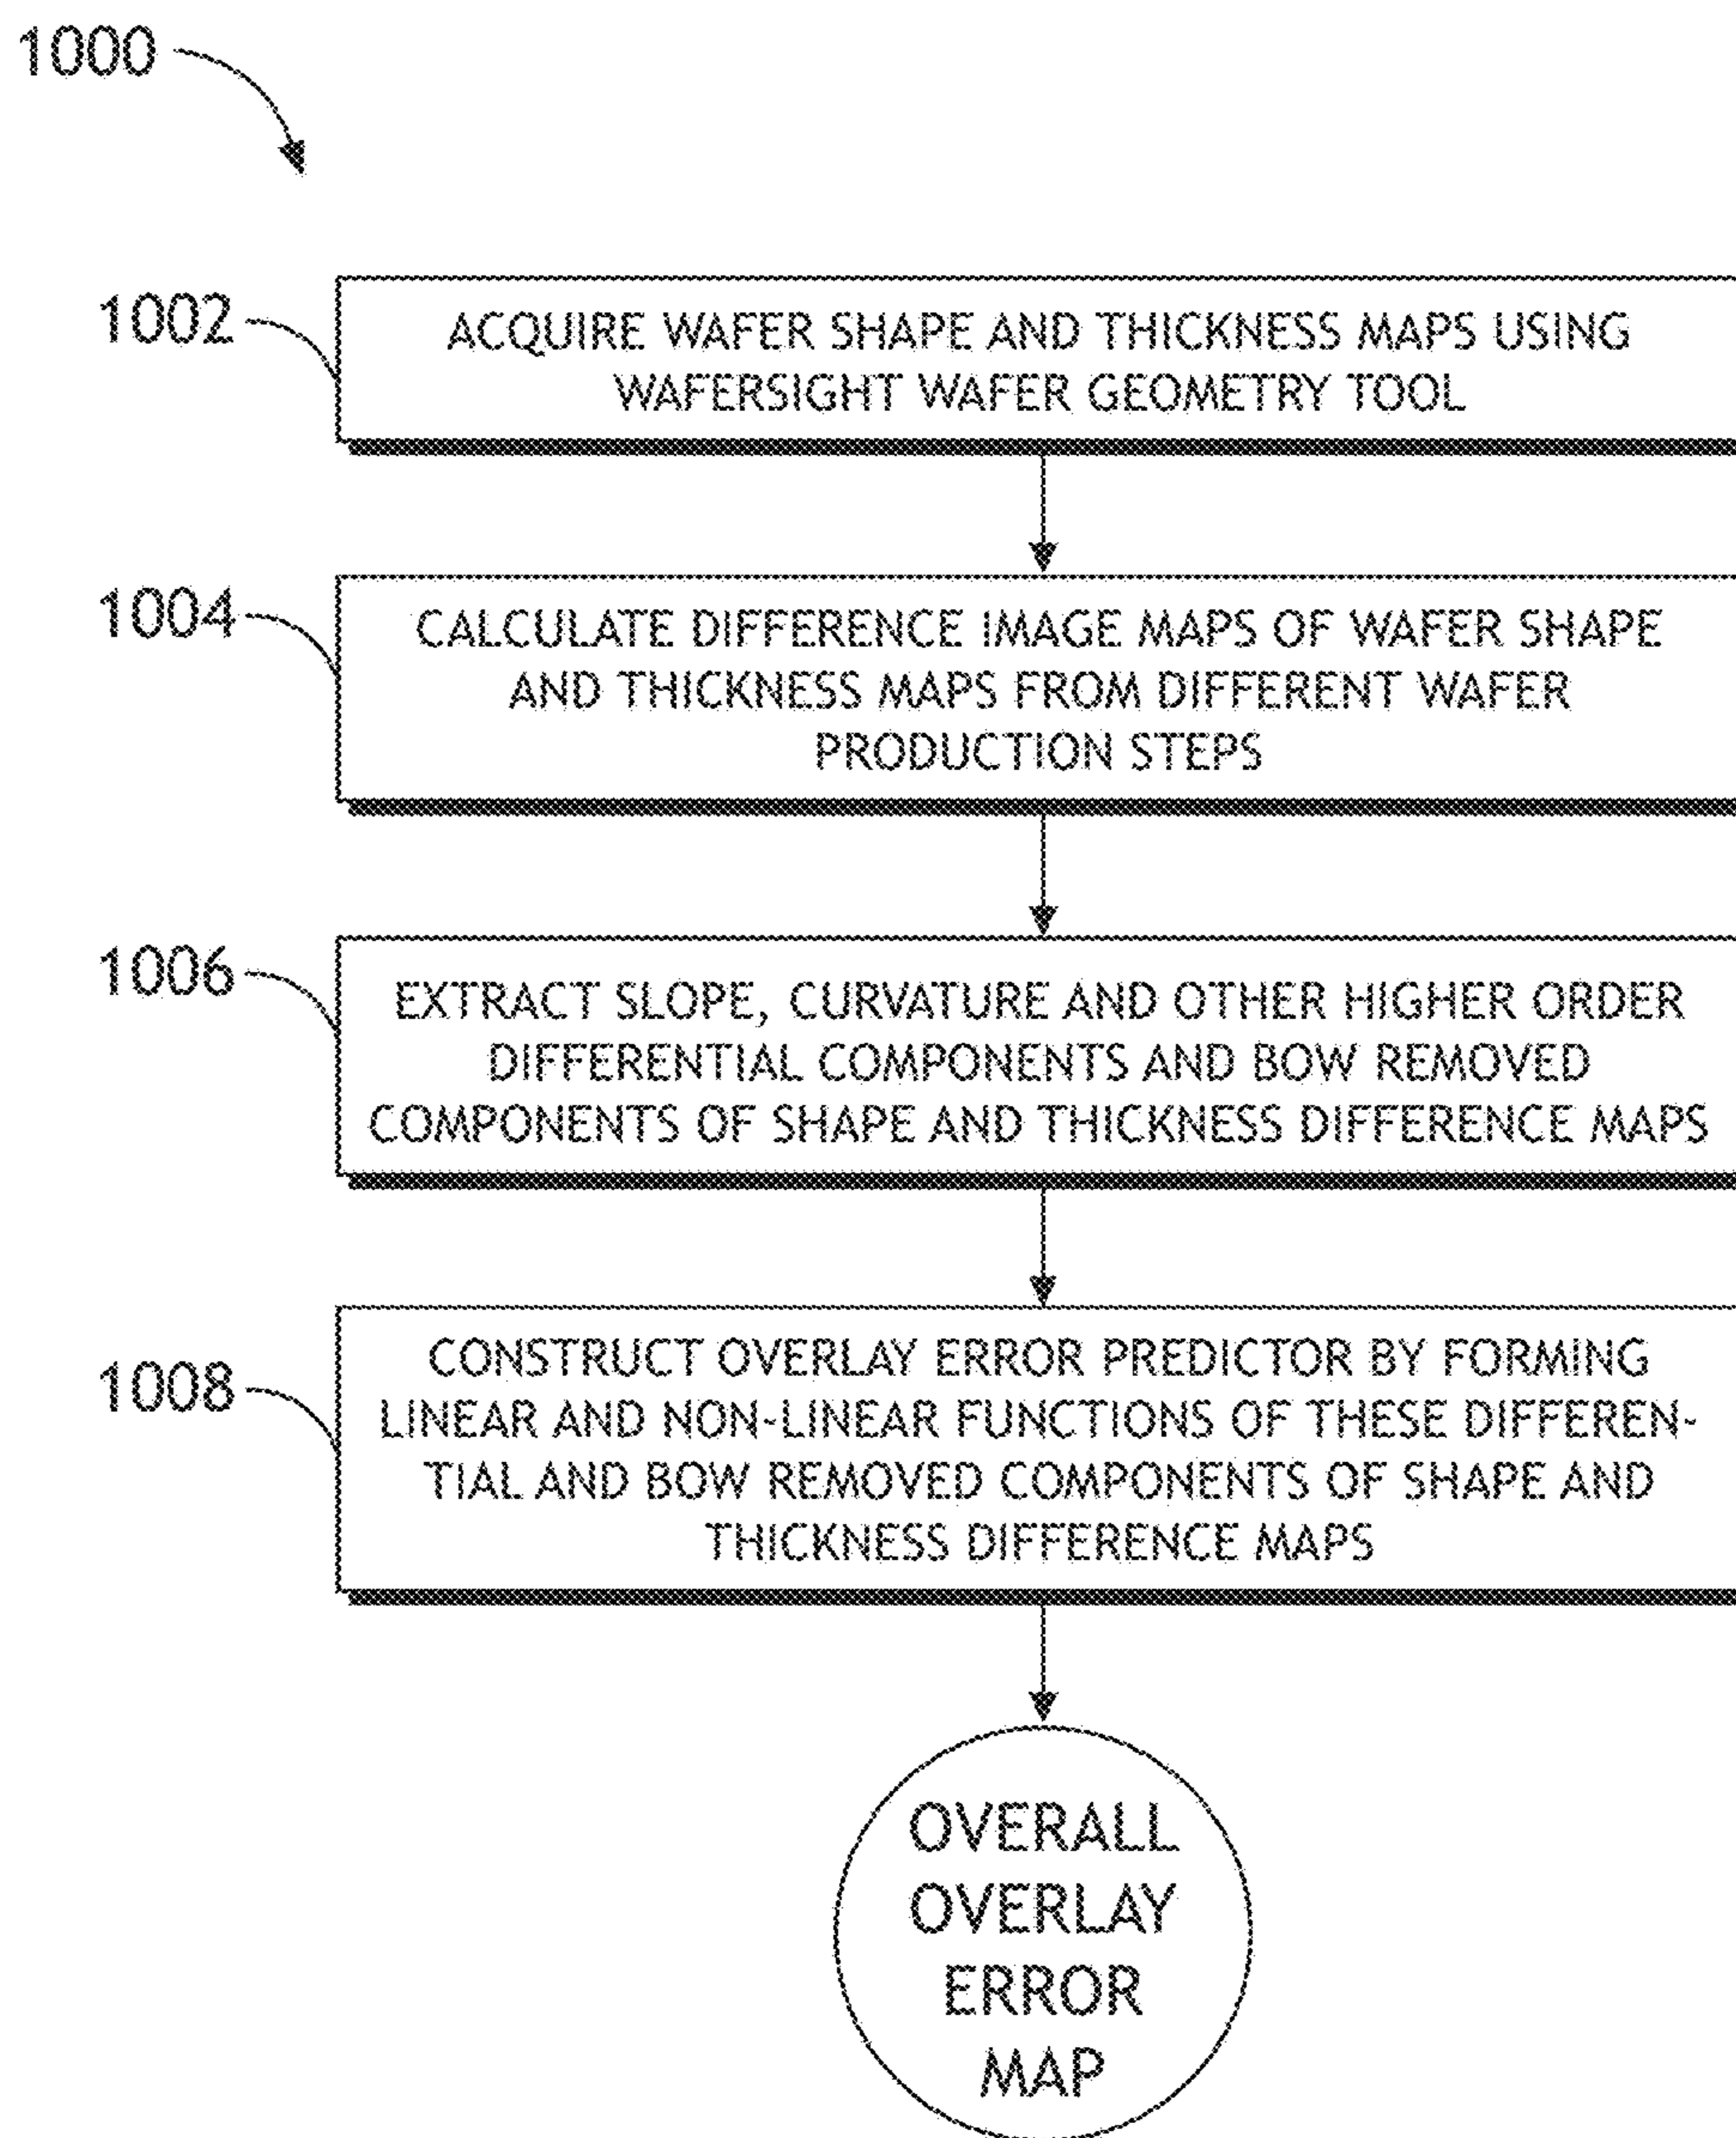 1000
1002
ACQUIRE WAFER SHAPE AND THICKNESS MAPS USING
WAFERSIGHT WAFER GEOMETRY TOOL
1004
CALCULATE DIFFERENCE IMAGE MAPS OF WAFER SHAPE
AND THICKNESS MAPS FROM DIFFERENT WAFER
PRODUCTION STEPS
1006
EXTRACT SLOPE, CURVATURE AND OTHER HIGHER ORDER
DIFFERENTIAL COMPONENTS AND BOW REMOVED
COMPONENTS OF SHAPE AND THICKNESS DIFFERENCE MAPS
1008
CONSTRUCT OVERLAY ERROR PREDICTOR BY FORMING
LINEAR AND NON-LINEAR FUNCTIONS OF THESE DIFFEREN-
TIAL AND BOW REMOVED COMPONENTS OF SHAPE AND
THICKNESS DIFFERENCE MAPS
OVERALL
OVERLAY
ERROR
MAP